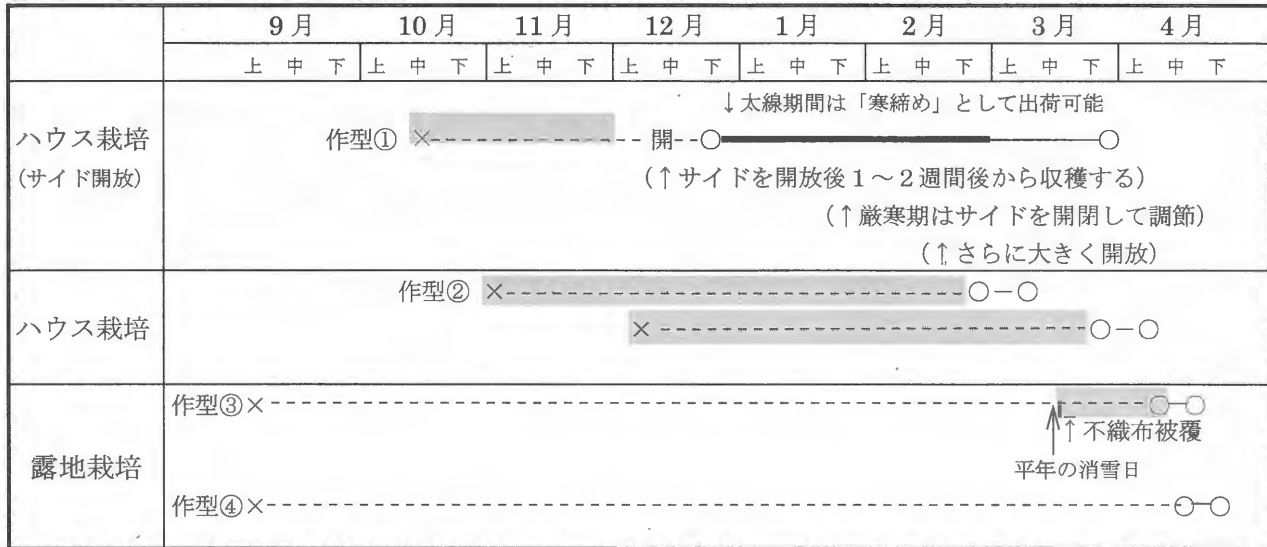 9月 10月 11月 12月 1月 2月 3月 4月
上 中 下 上 中 下 上 中 下 上 中 下 上 中 下 上 中 下 上 中 下 上 中 下
↓太線期間は「寒締め」として出荷可能
ハウス栽培
(サイド開放)
作型① × 開 ○ ○
(↑サイドを開放後1～2週間後から収穫する)
(↑厳寒期はサイドを開閉して調節)
(↑さらに大きく開放)
ハウス栽培
作型② × ○－○
× ○－○
露地栽培
作型③× ○－○
↑不織布被覆
平年の消雪日
作型④× ○－○